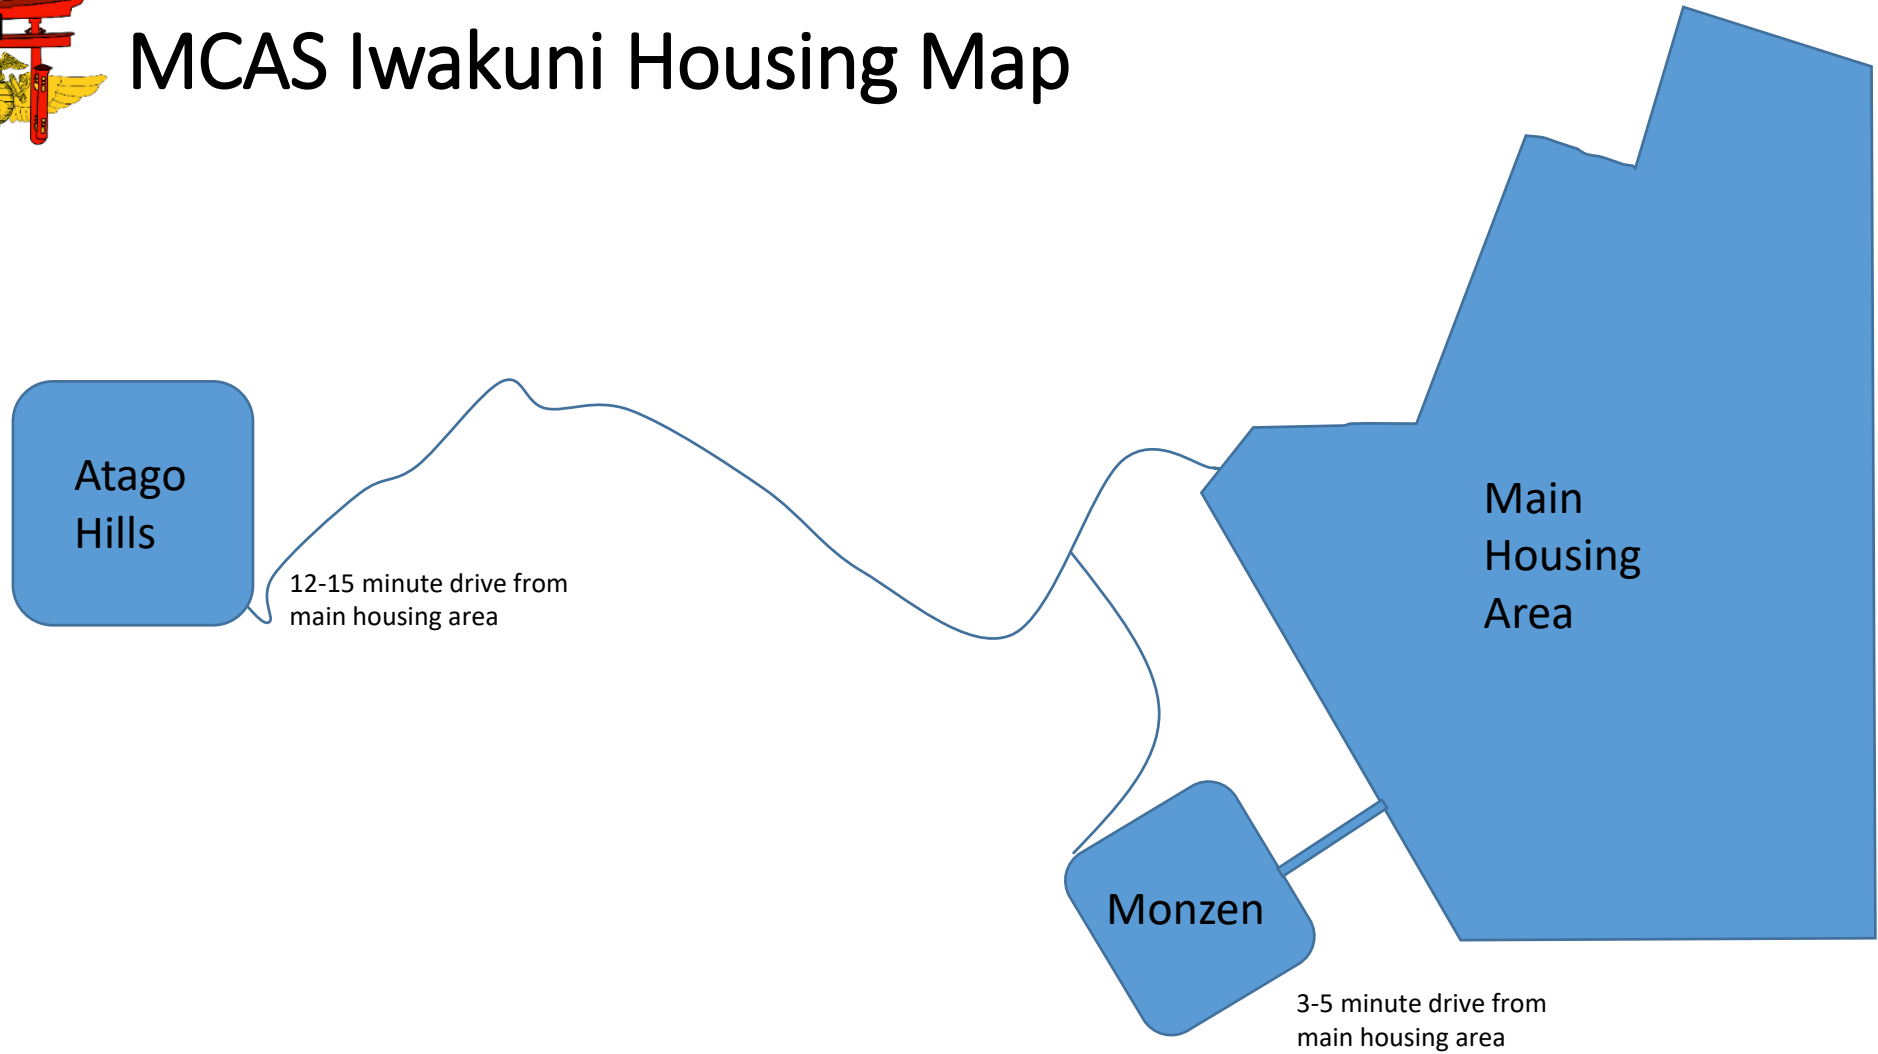 MCAS Iwakuni Housing Map
Atago
Hills
12-15 minute drive from
main housing area
Main
Housing
Area
Monzen
3-5 minute drive from
main housing area